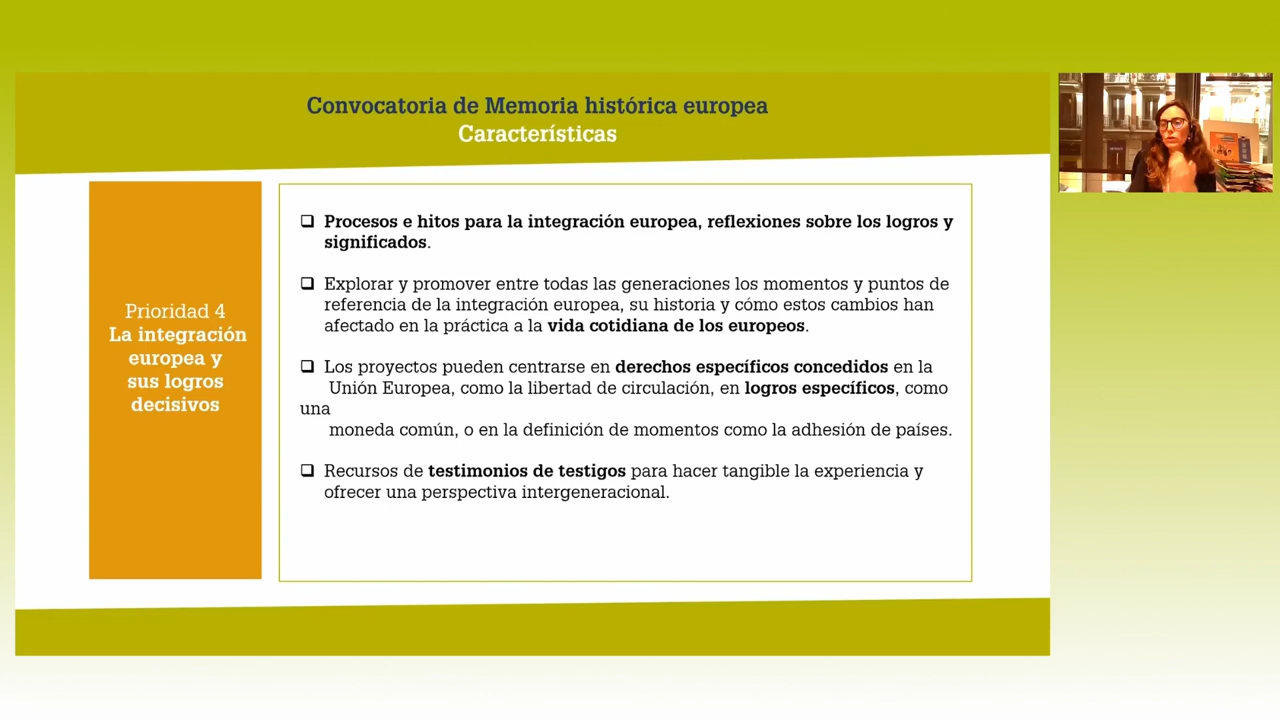 Convocatoria de Memoria histórica europea
Características
Prioridad 4
La integración
europea y
sus logros
decisivos
❑ Procesos e hitos para la integración europea, reflexiones sobre los logros y
significados.
❑ Explorar y promover entre todas las generaciones los momentos y puntos de
referencia de la integración europea, su historia y cómo estos cambios han
afectado en la práctica a la vida cotidiana de los europeos.
❑ Los proyectos pueden centrarse en derechos específicos concedidos en la
Unión Europea, como la libertad de circulación, en logros específicos, como
una
moneda común, o en la definición de momentos como la adhesión de países.
❑ Recursos de testimonios de testigos para hacer tangible la experiencia y
ofrecer una perspectiva intergeneracional.